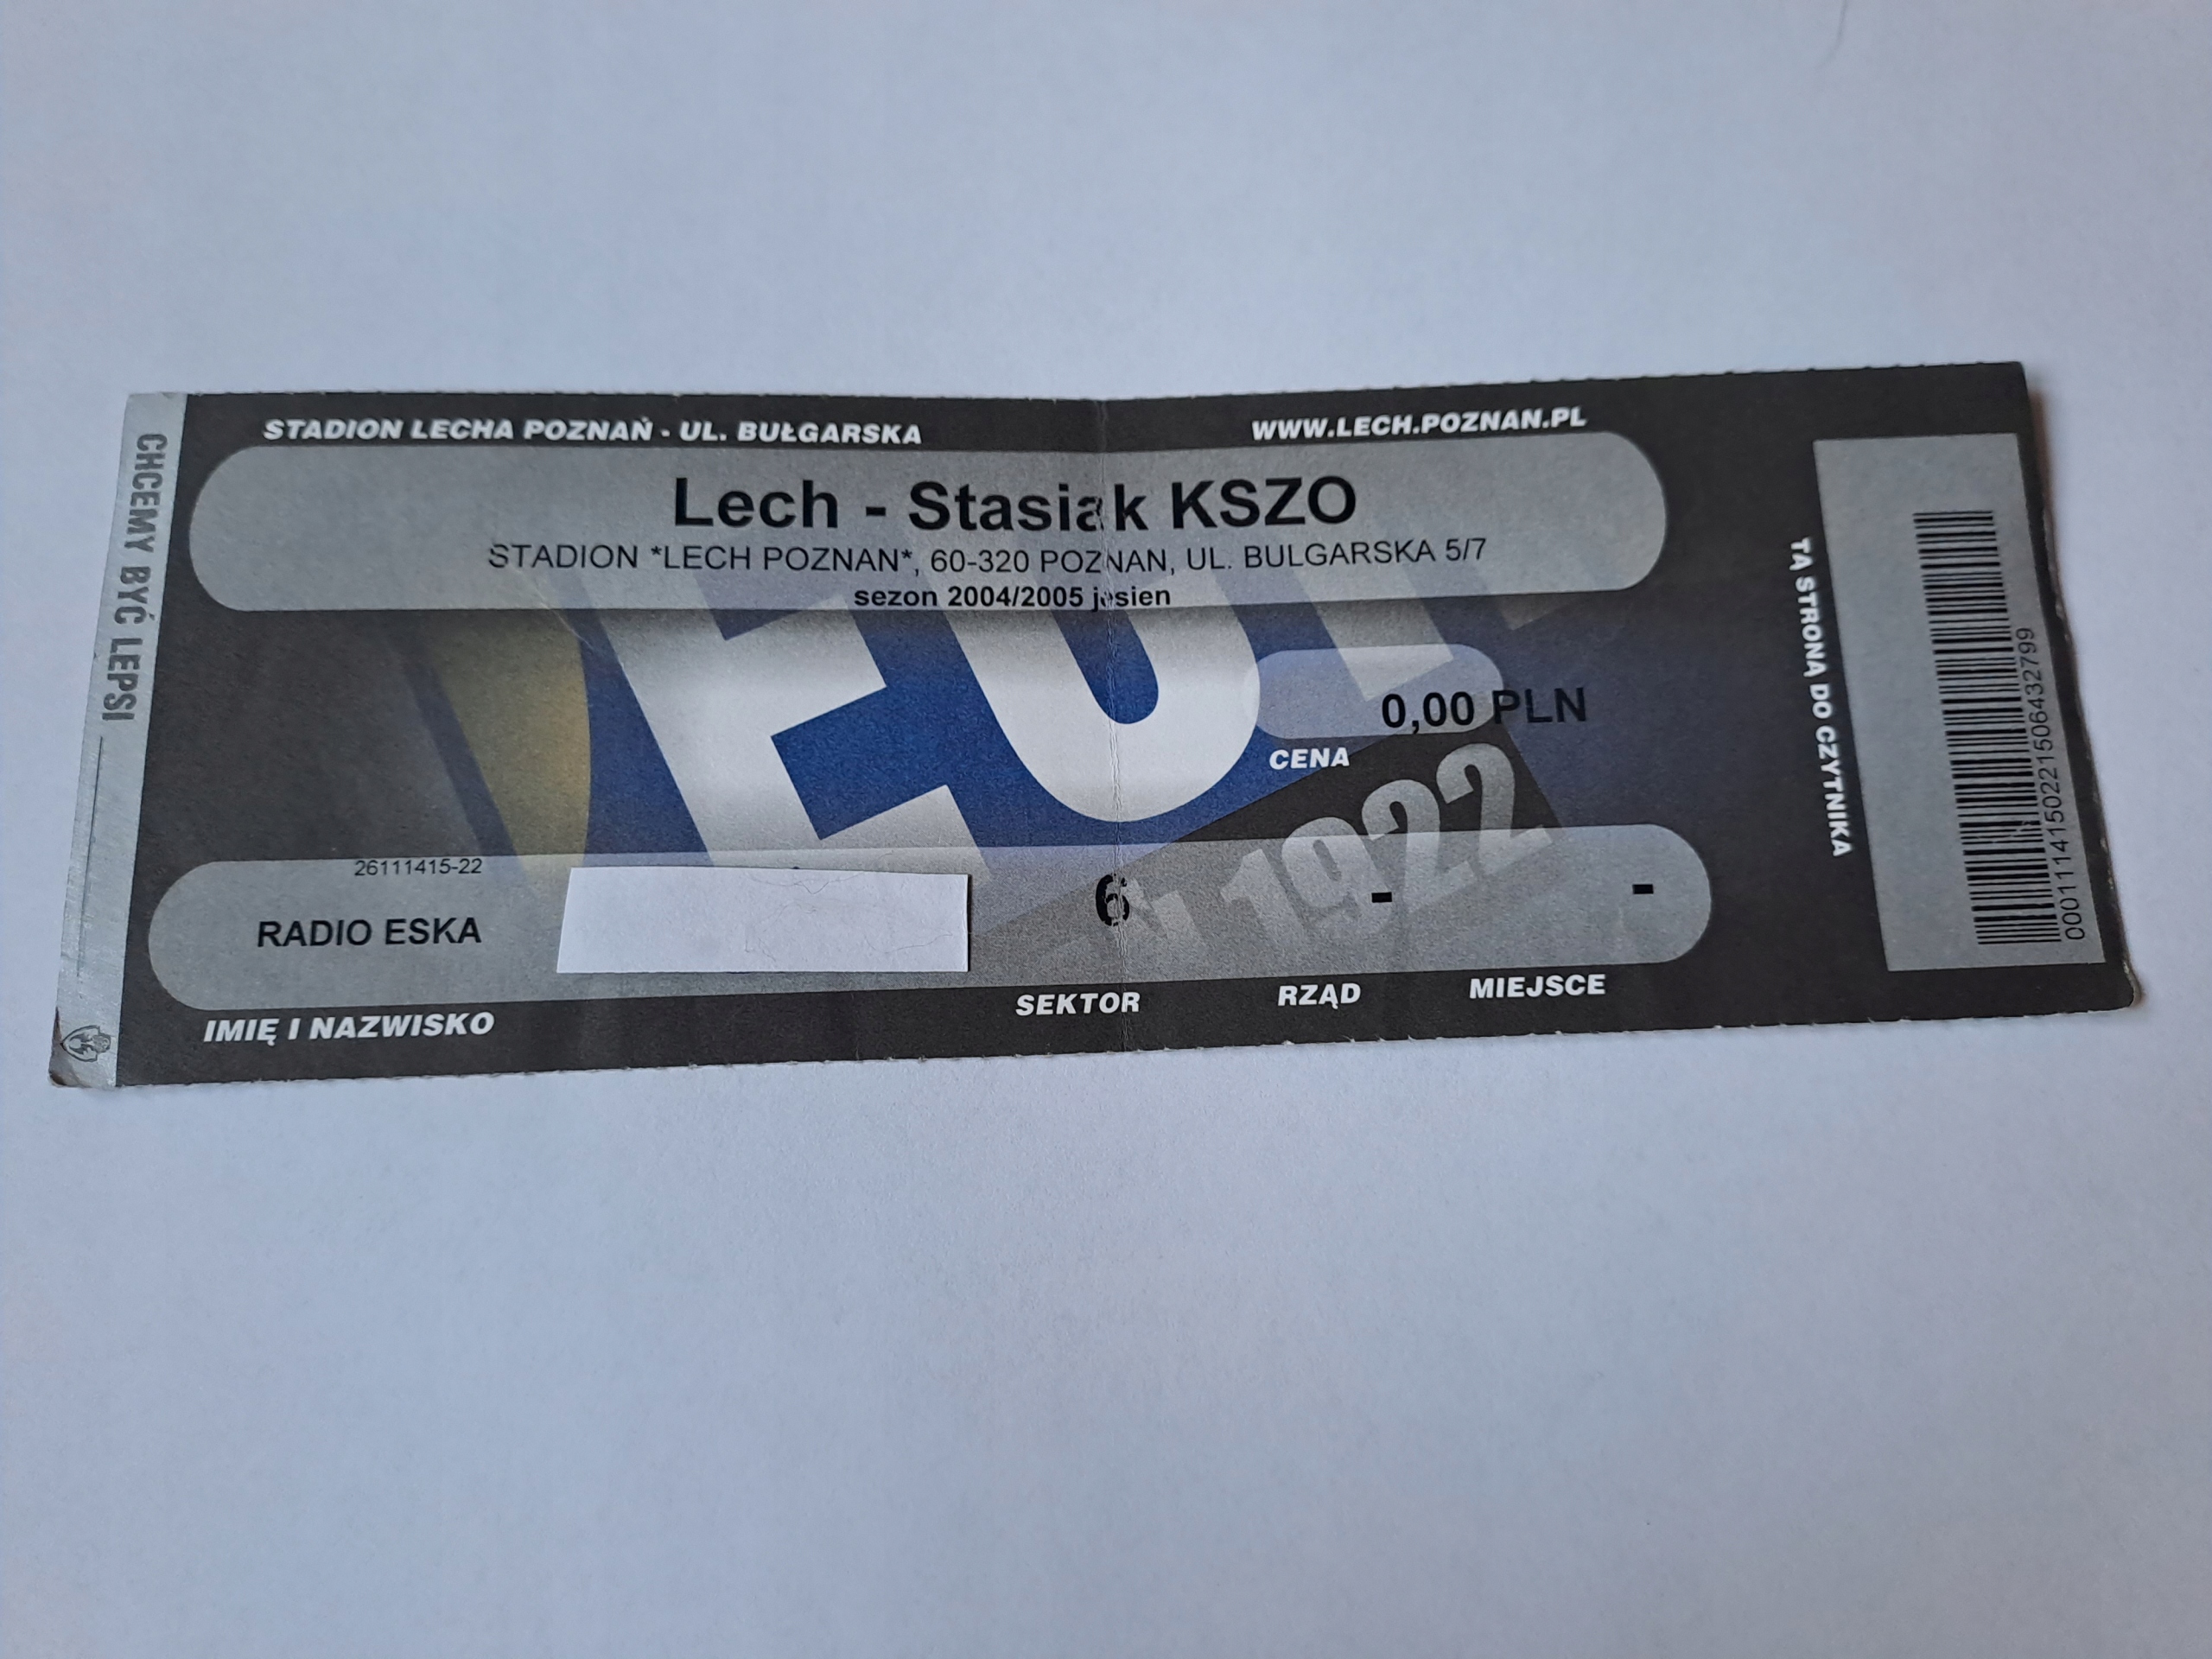 STADION LECHA POZNAŃ - UL. BUŁGARSKA
WWW.LECH.POZNAN.PL
Lech - Stasiak KSZO
STADION *LECH POZNAN*, 60-320 POZNAN, UL. BULGARSKA 5/7
sezon 2004/2005 jesien
0,00 PLN
CENA
1922
26111415-22
RADIO ESKA
6 - -
IMIĘ I NAZWISKO
SEKTOR RZĄD MIEJSCE
CHCEMY BYĆ LEPSI
TA STRONA DO CZYTNIKA
0001114150221506432799